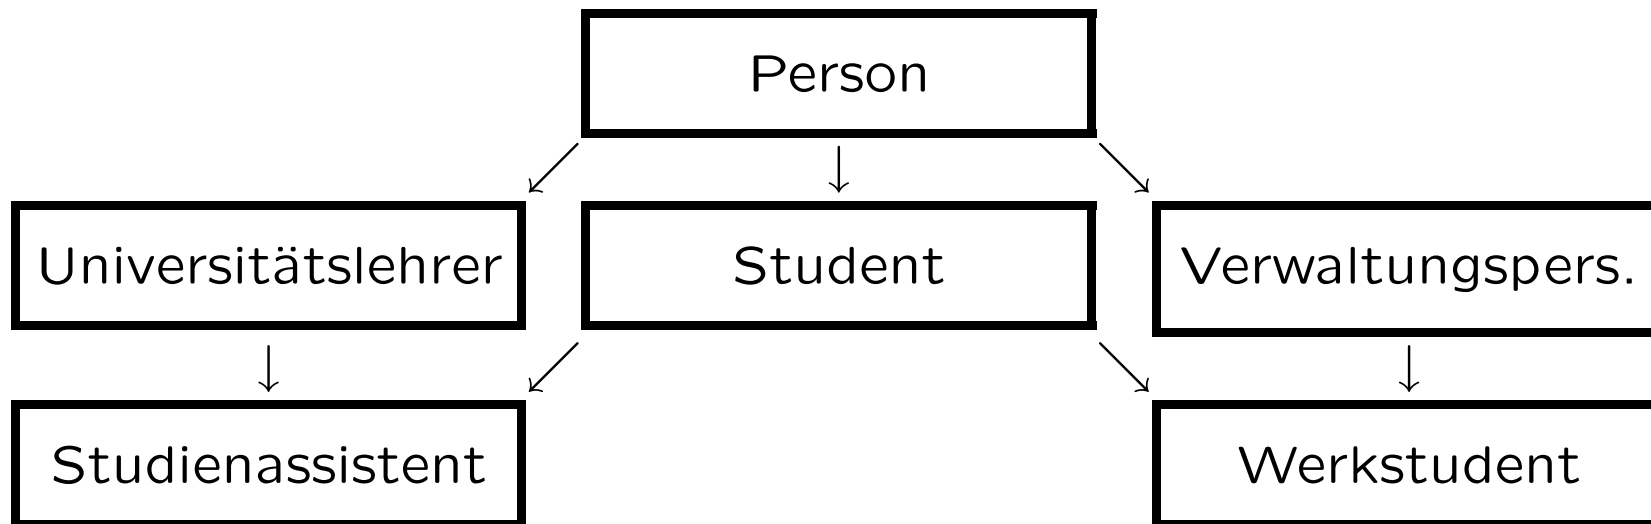 Person
Universitätslehrer
Student
Verwaltungspers.
Studienassistent
Werkstudent